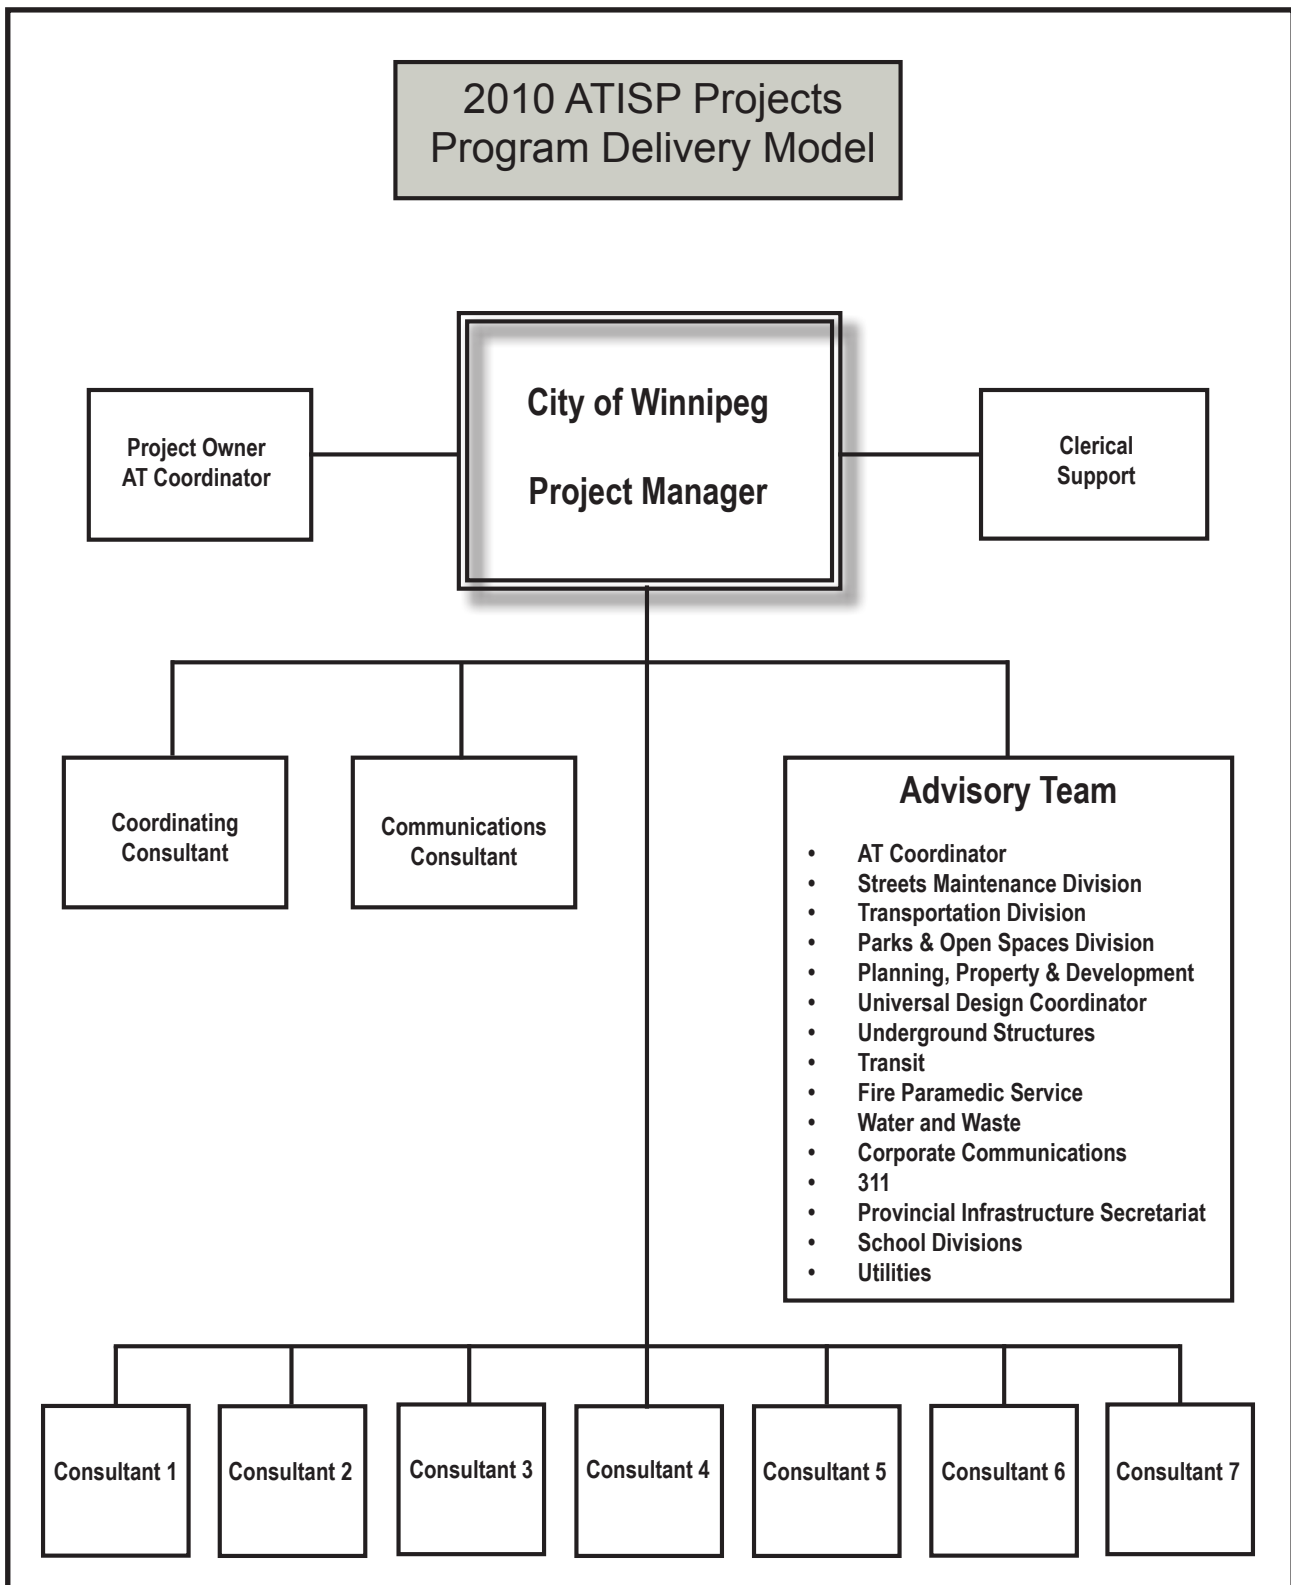 2010 ATISP Projects
Program Delivery Model
Project Owner
AT Coordinator
City of Winnipeg
Project Manager
Clerical
Support
Coordinating
Consultant
Communications
Consultant
Advisory Team
• AT Coordinator
• Streets Maintenance Division
• Transportation Division
• Parks & Open Spaces Division
• Planning, Property & Development
• Universal Design Coordinator
• Underground Structures
• Transit
• Fire Paramedic Service
• Water and Waste
• Corporate Communications
• 311
• Provincial Infrastructure Secretariat
• School Divisions
• Utilities
Consultant 1
Consultant 2
Consultant 3
Consultant 4
Consultant 5
Consultant 6
Consultant 7